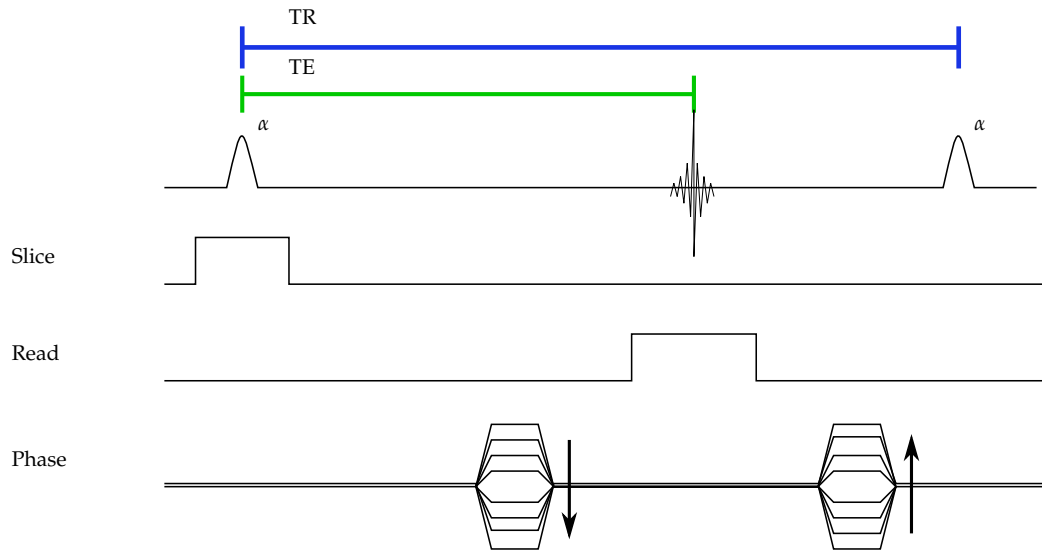 TR
TE
α
α
Slice
Read
Phase